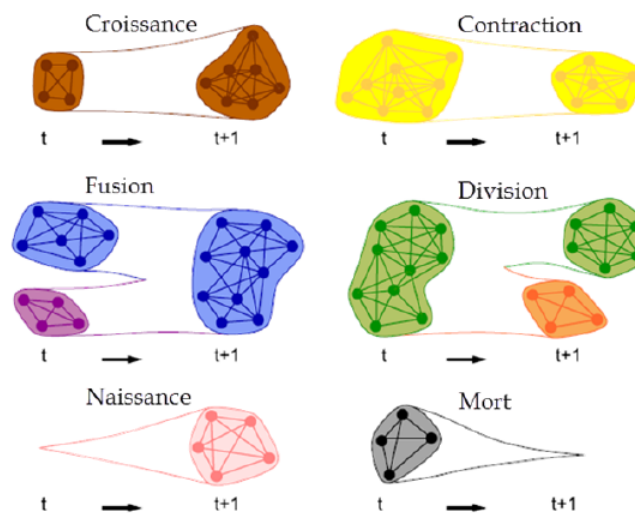 Croissance
t
t+1
Contraction
t
t+1
Fusion
t
t+1
Division
t
t+1
Naissance
t
t+1
Mort
t
t+1